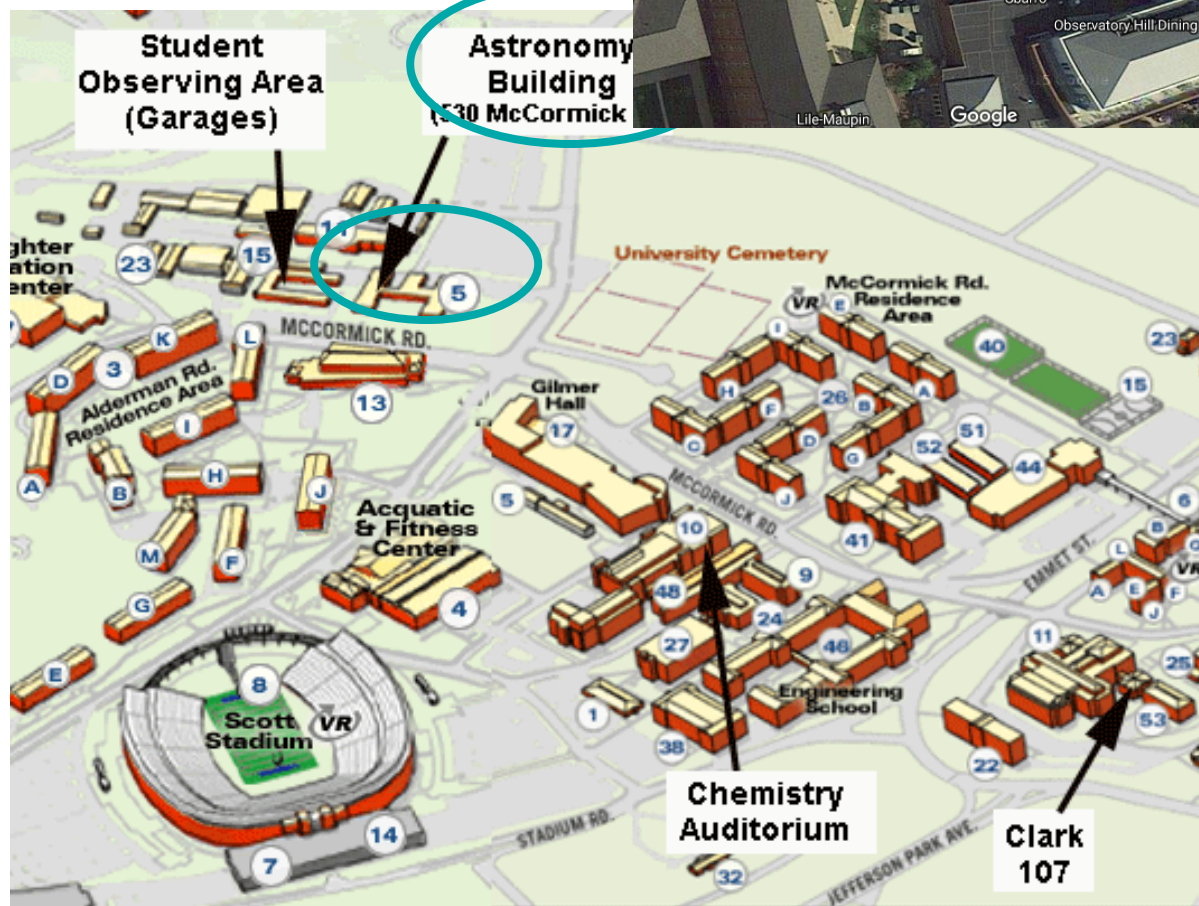 Student
Observing Area
(Garages)
Astronomy
Building
(530 McCormick
Observatory Hill Dining
Lile-Maupin
Google
University Cemetery
McCormick Rd.
Residence
Area
VR
E
I
H
F
26
B
A
C
D
G
J
40
23
15
52
51
44
41
6
23
15
11
5
MCCORMICK RD.
13
K
L
D
3
Alderman Rd.
Residence Area
I
A
B
H
J
M
F
G
E
Gilmer
Hall
17
5
MCCORMICK RD.
Acquatic
& Fitness
Center
4
10
48
9
24
27
46
Engineering
School
1
38
EMMET ST.
B
L
A
E
F
J
VR
11
25
53
22
8
Scott
Stadium
VR
14
7
STADIUM RD.
Chemistry
Auditorium
32
JEFFERSON PARK AVE.
Clark
107